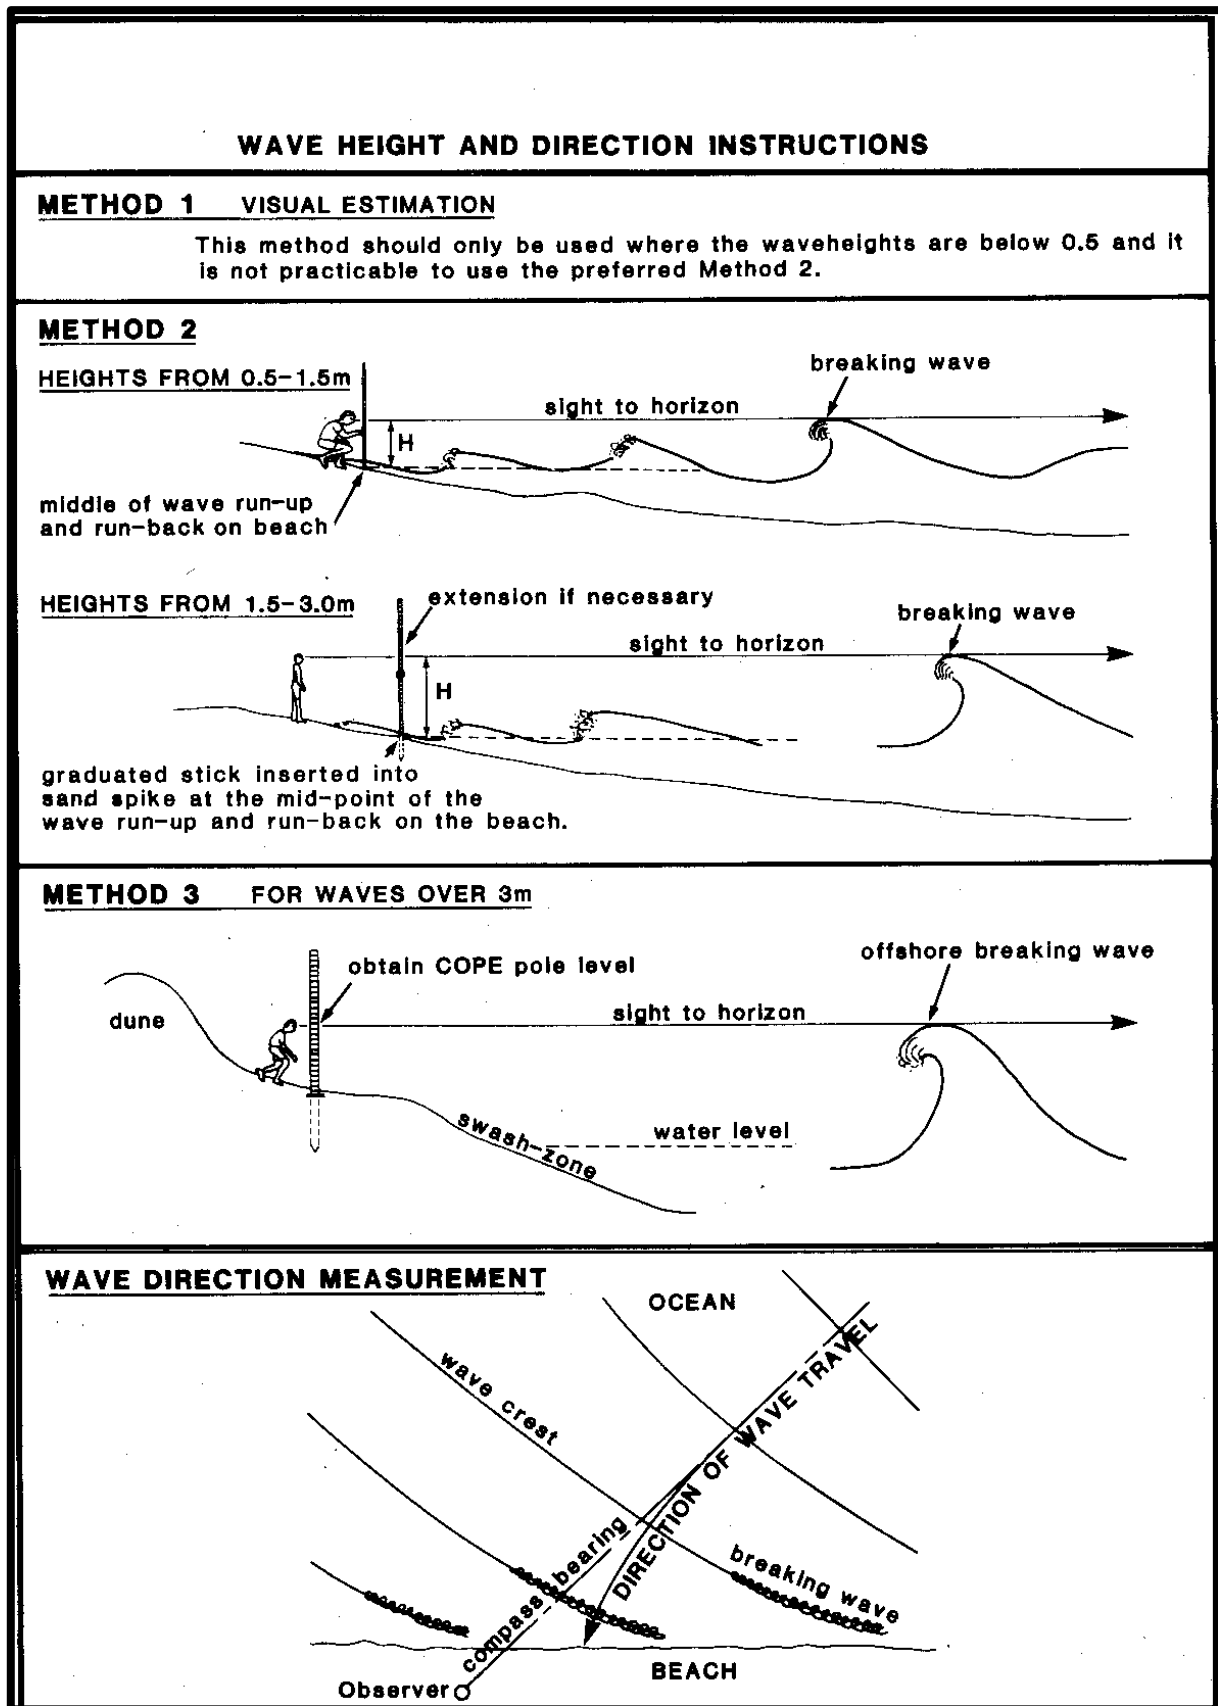 WAVE HEIGHT AND DIRECTION INSTRUCTIONS
METHOD 1 VISUAL ESTIMATION
This method should only be used where the waveheights are below 0.5 and it
is not practicable to use the preferred Method 2.
METHOD 2
HEIGHTS FROM 0.5-1.5m
breaking wave
sight to horizon
H
middle of wave run-up
and run-back on beach
HEIGHTS FROM 1.5-3.0m
extension if necessary
breaking wave
sight to horizon
H
graduated stick inserted into
sand spike at the mid-point of the
wave run-up and run-back on the beach.
METHOD 3 FOR WAVES OVER 3m
obtain COPE pole level
offshore breaking wave
dune
sight to horizon
swash-zone
water level
WAVE DIRECTION MEASUREMENT
OCEAN
wave crest
DIRECTION OF WAVE TRAVEL
compass bearing
breaking wave
BEACH
Observer